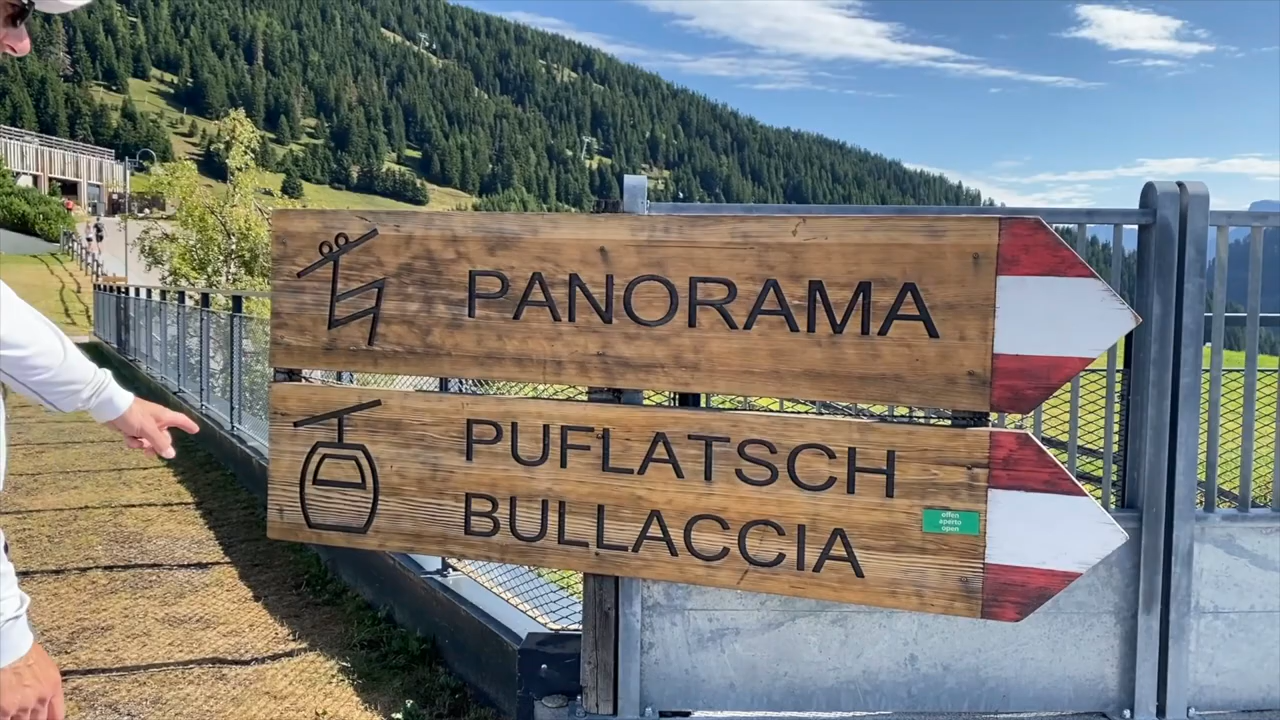 PANORAMA
PUFLATSCH
BULLACCIA
offen
aperto
open